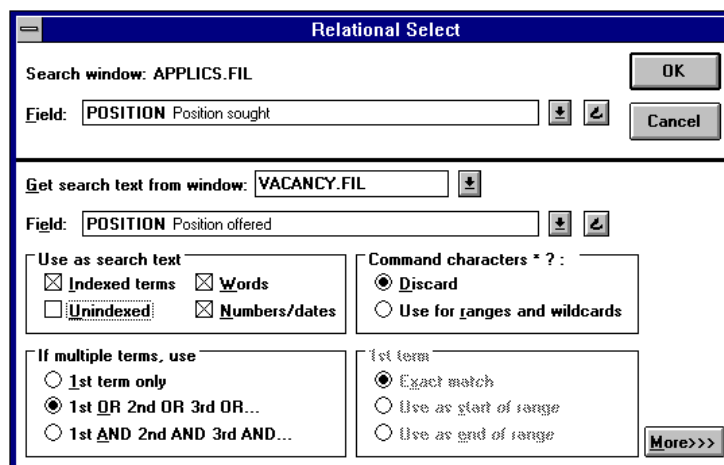 Relational Select
Search window: APPLICS.FIL
OK
Field: POSITION Position sought
Cancel
Get search text from window: VACANCY.FIL
Field: POSITION Position offered
Use as search text
Indexed terms Words
Unindexed Numbers/dates
Command characters * ? :
Discard
Use for ranges and wildcards
If multiple terms, use
1st term only
1st OR 2nd OR 3rd OR...
1st AND 2nd AND 3rd AND...
1st term
Exact match
Use as start of range
Use as end of range
More>>>